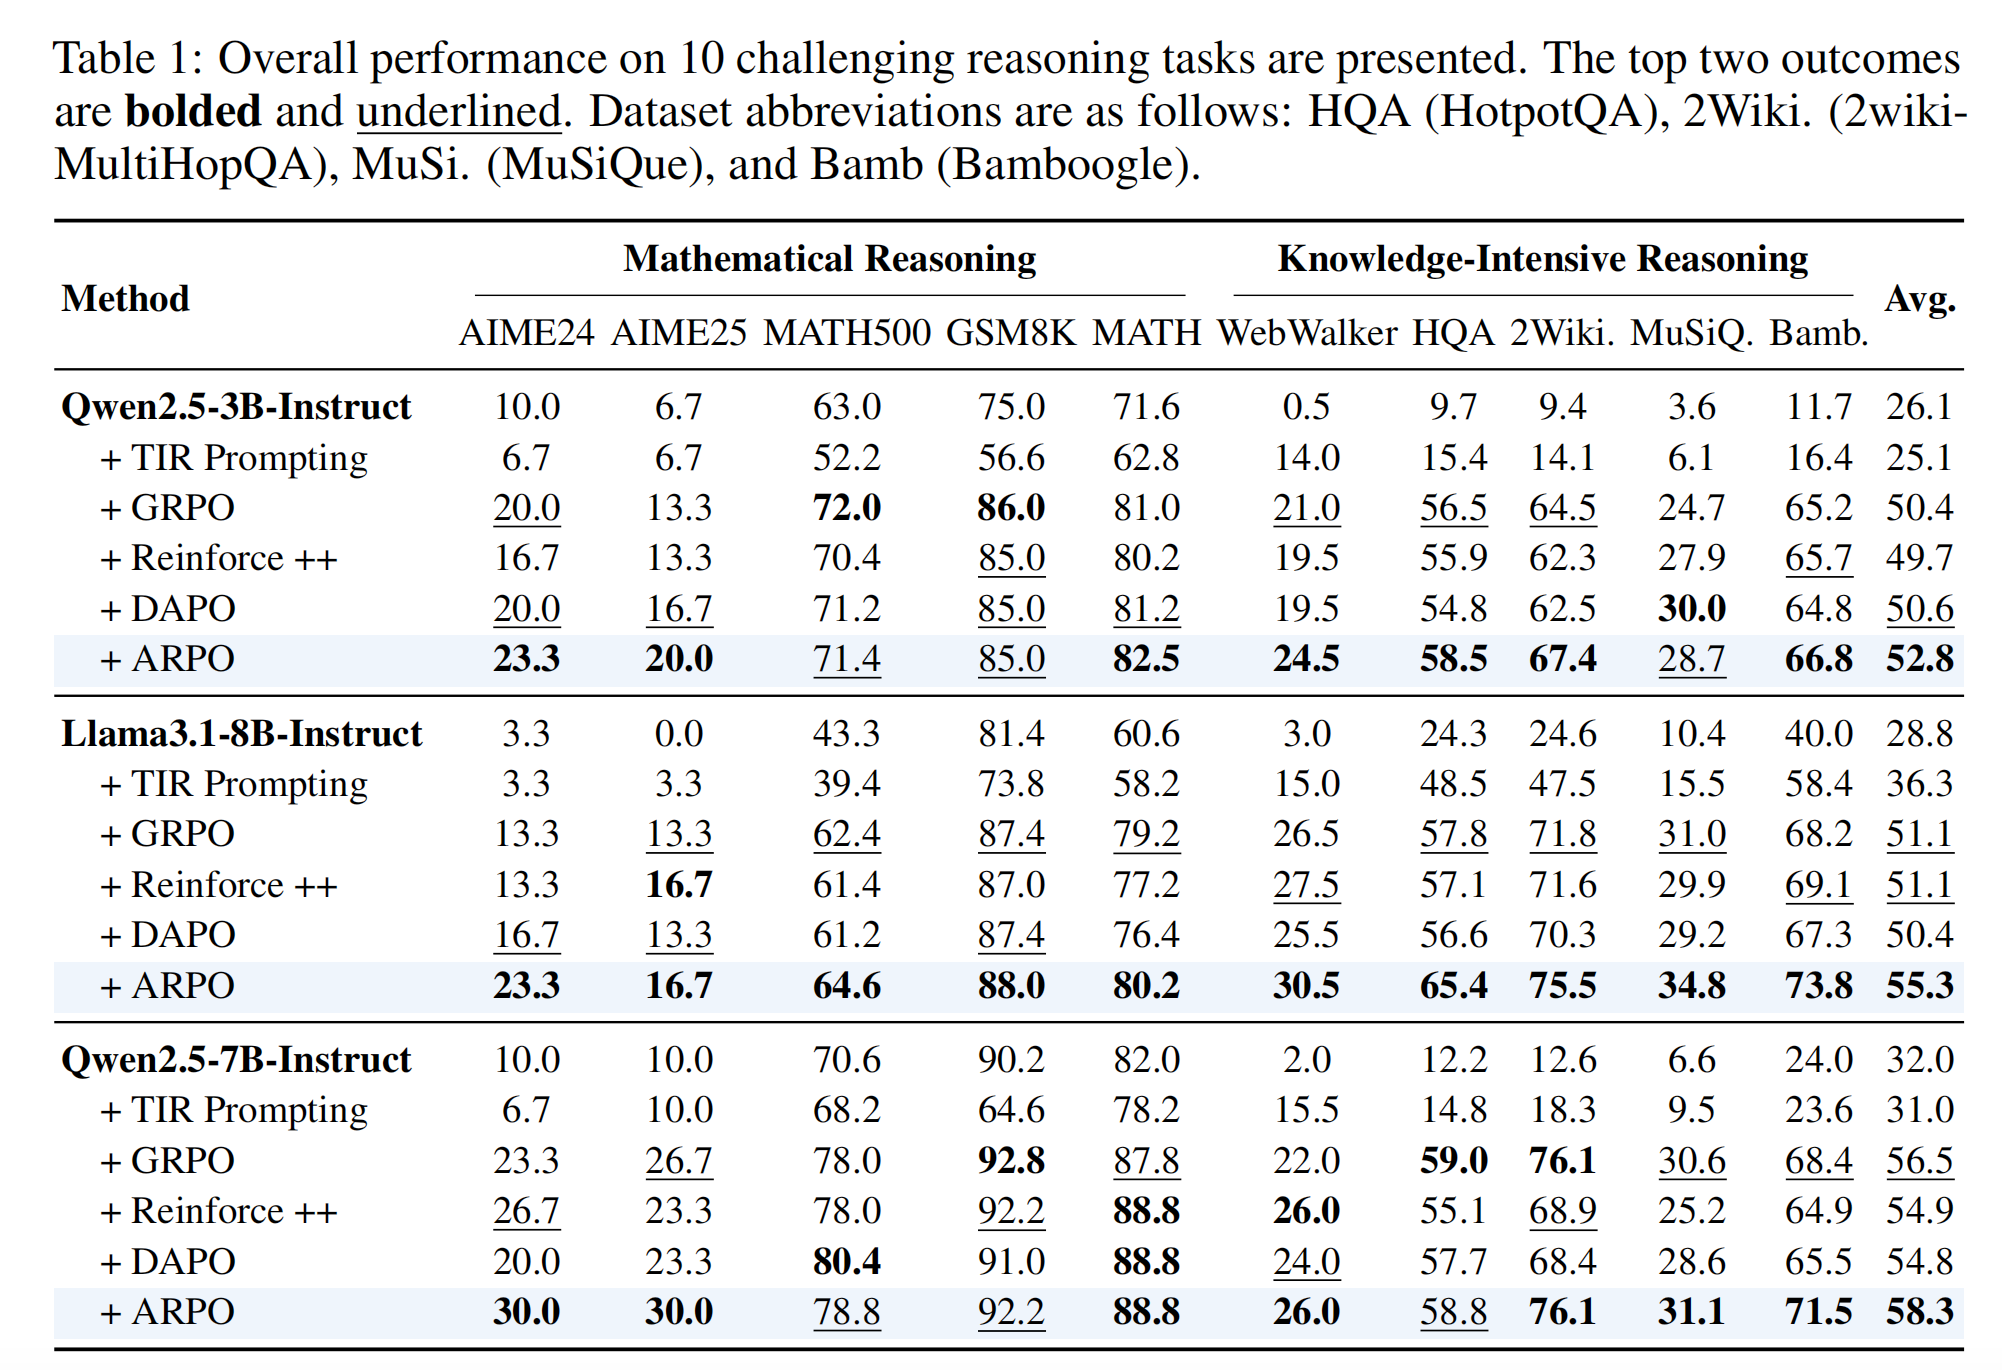 Table 1: Overall performance on 10 challenging reasoning tasks are presented. The top two outcomes
are bolded and underlined. Dataset abbreviations are as follows: HQA (HotpotQA), 2Wiki. (2wiki-
MultiHopQA), MuSi. (MuSiQue), and Bamb (Bamboogle).
Method Mathematical Reasoning Knowledge-Intensive Reasoning Avg.
AIME24 AIME25 MATH500 GSM8K MATH WebWalker HQA 2Wiki. MuSiQ. Bamb.
Qwen2.5-3B-Instruct 10.0 6.7 63.0 75.0 71.6 0.5 9.7 9.4 3.6 11.7 26.1
+ TIR Prompting 6.7 6.7 52.2 56.6 62.8 14.0 15.4 14.1 6.1 16.4 25.1
+ GRPO 20.0 13.3 72.0 86.0 81.0 21.0 56.5 64.5 24.7 65.2 50.4
+ Reinforce ++ 16.7 13.3 70.4 85.0 80.2 19.5 55.9 62.3 27.9 65.7 49.7
+ DAPO 20.0 16.7 71.2 85.0 81.2 19.5 54.8 62.5 30.0 64.8 50.6
+ ARPO 23.3 20.0 71.4 85.0 82.5 24.5 58.5 67.4 28.7 66.8 52.8
Llama3.1-8B-Instruct 3.3 0.0 43.3 81.4 60.6 3.0 24.3 24.6 10.4 40.0 28.8
+ TIR Prompting 3.3 3.3 39.4 73.8 58.2 15.0 48.5 47.5 15.5 58.4 36.3
+ GRPO 13.3 13.3 62.4 87.4 79.2 26.5 57.8 71.8 31.0 68.2 51.1
+ Reinforce ++ 13.3 16.7 61.4 87.0 77.2 27.5 57.1 71.6 29.9 69.1 51.1
+ DAPO 16.7 13.3 61.2 87.4 76.4 25.5 56.6 70.3 29.2 67.3 50.4
+ ARPO 23.3 16.7 64.6 88.0 80.2 30.5 65.4 75.5 34.8 73.8 55.3
Qwen2.5-7B-Instruct 10.0 10.0 70.6 90.2 82.0 2.0 12.2 12.6 6.6 24.0 32.0
+ TIR Prompting 6.7 10.0 68.2 64.6 78.2 15.5 14.8 18.3 9.5 23.6 31.0
+ GRPO 23.3 26.7 78.0 92.8 87.8 22.0 59.0 76.1 30.6 68.4 56.5
+ Reinforce ++ 26.7 23.3 78.0 92.2 88.8 26.0 55.1 68.9 25.2 64.9 54.9
+ DAPO 20.0 23.3 80.4 91.0 88.8 24.0 57.7 68.4 28.6 65.5 54.8
+ ARPO 30.0 30.0 78.8 92.2 88.8 26.0 58.8 76.1 31.1 71.5 58.3